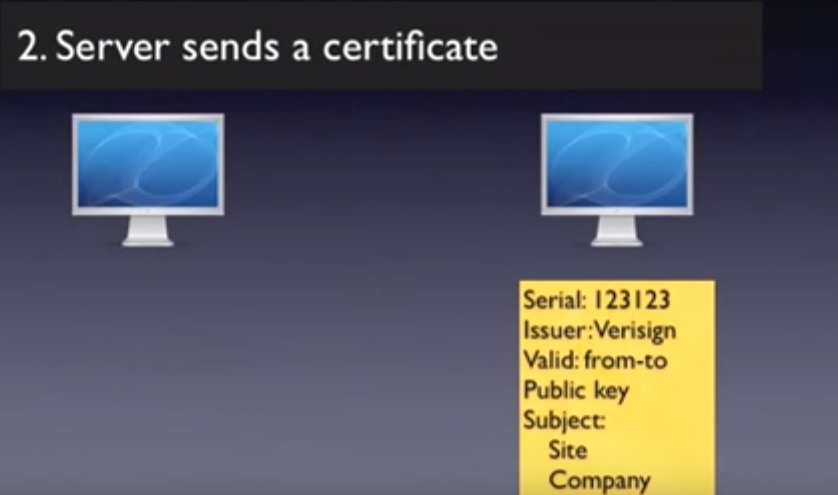 2. Server sends a certificate
Serial: 123123
Issuer: Verisign
Valid: from-to
Public key
Subject:
Site
Company